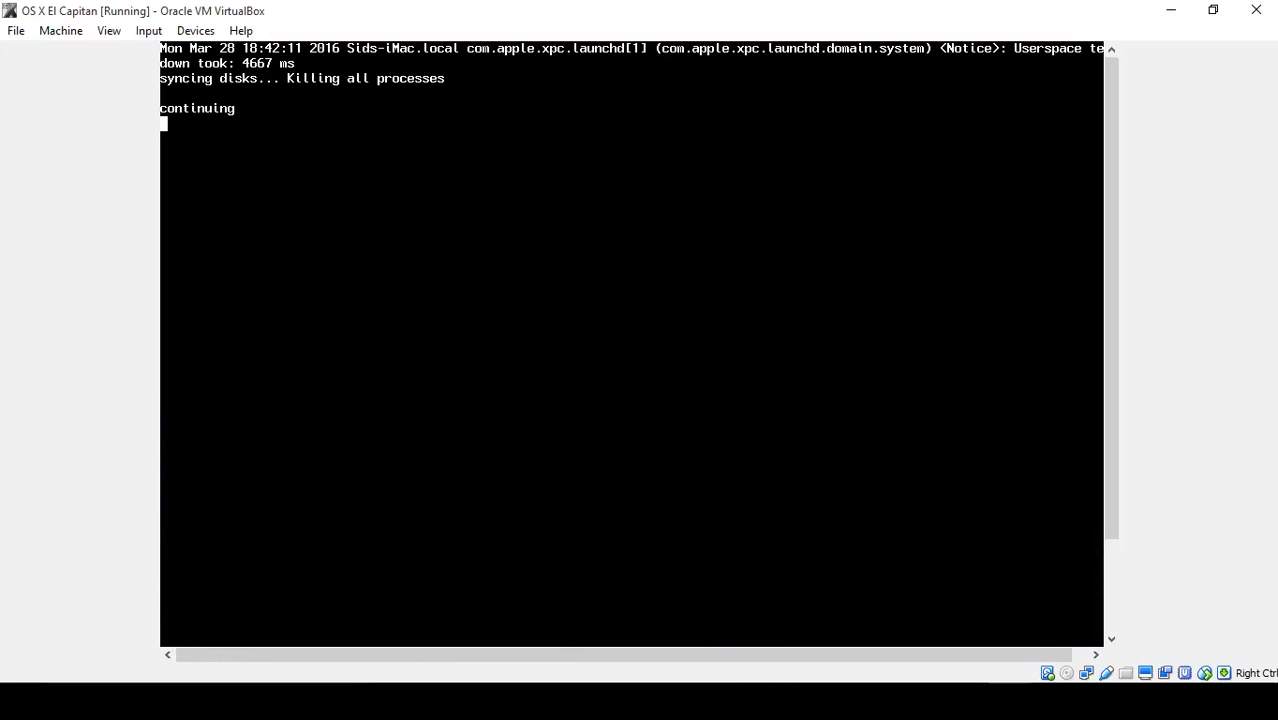 OS X El Capitan [Running] - Oracle VM VirtualBox
File Machine View Input Devices Help
Mon Mar 28 18:42:11 2016 Sids-iMac.local com.apple.xpc.launchd[1] (com.apple.xpc.launchd.domain.system) <Notice>: Userspace te
down took: 4667 ms
syncing disks... Killing all processes
continuing
Right Ctrl